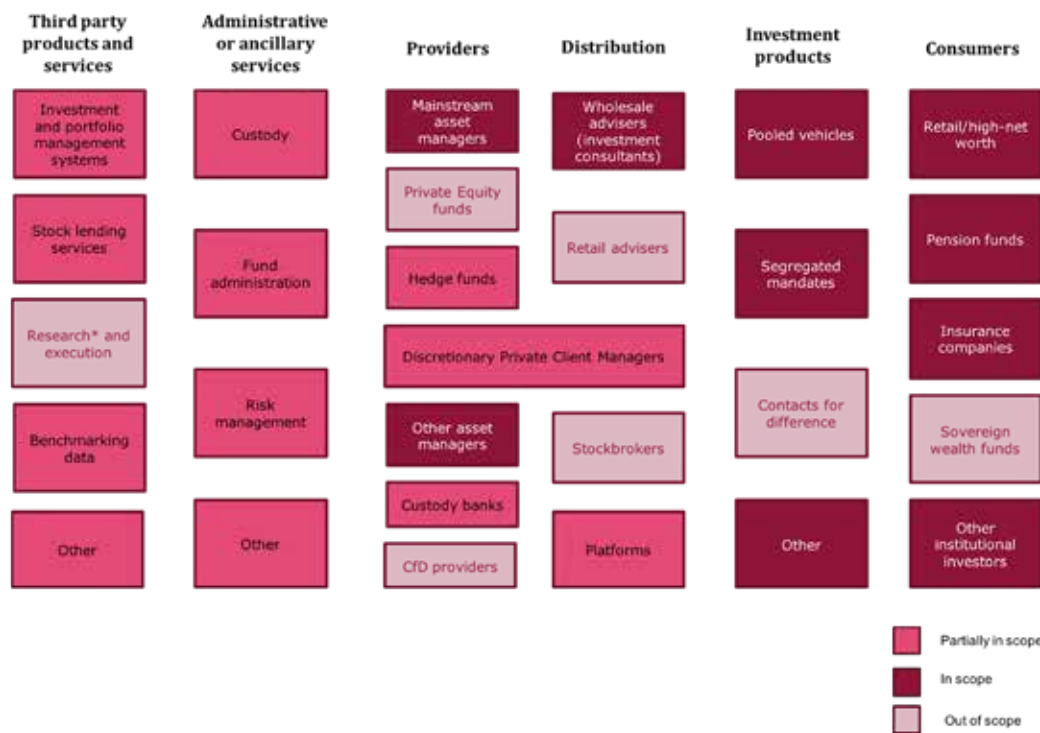 Third party
products and
services
Administrative
or ancillary
services
Providers
Distribution
Investment
products
Consumers
Investment
and portfolio
management
systems
Stock lending
services
Research* and
execution
Benchmarking
data
Other
Custody
Fund
administration
Risk
management
Other
Mainstream
asset
managers
Private Equity
funds
Hedge funds
Discretionary Private Client Managers
Other asset
managers
Custody banks
CfD providers
Wholesale
advisers
(investment
consultants)
Retail advisers
Stockbrokers
Platforms
Pooled vehicles
Segregated
mandates
Contacts for
difference
Other
Retail/high-net
worth
Pension funds
Insurance
companies
Sovereign
wealth funds
Other
institutional
investors
Partially in scope
In scope
Out of scope